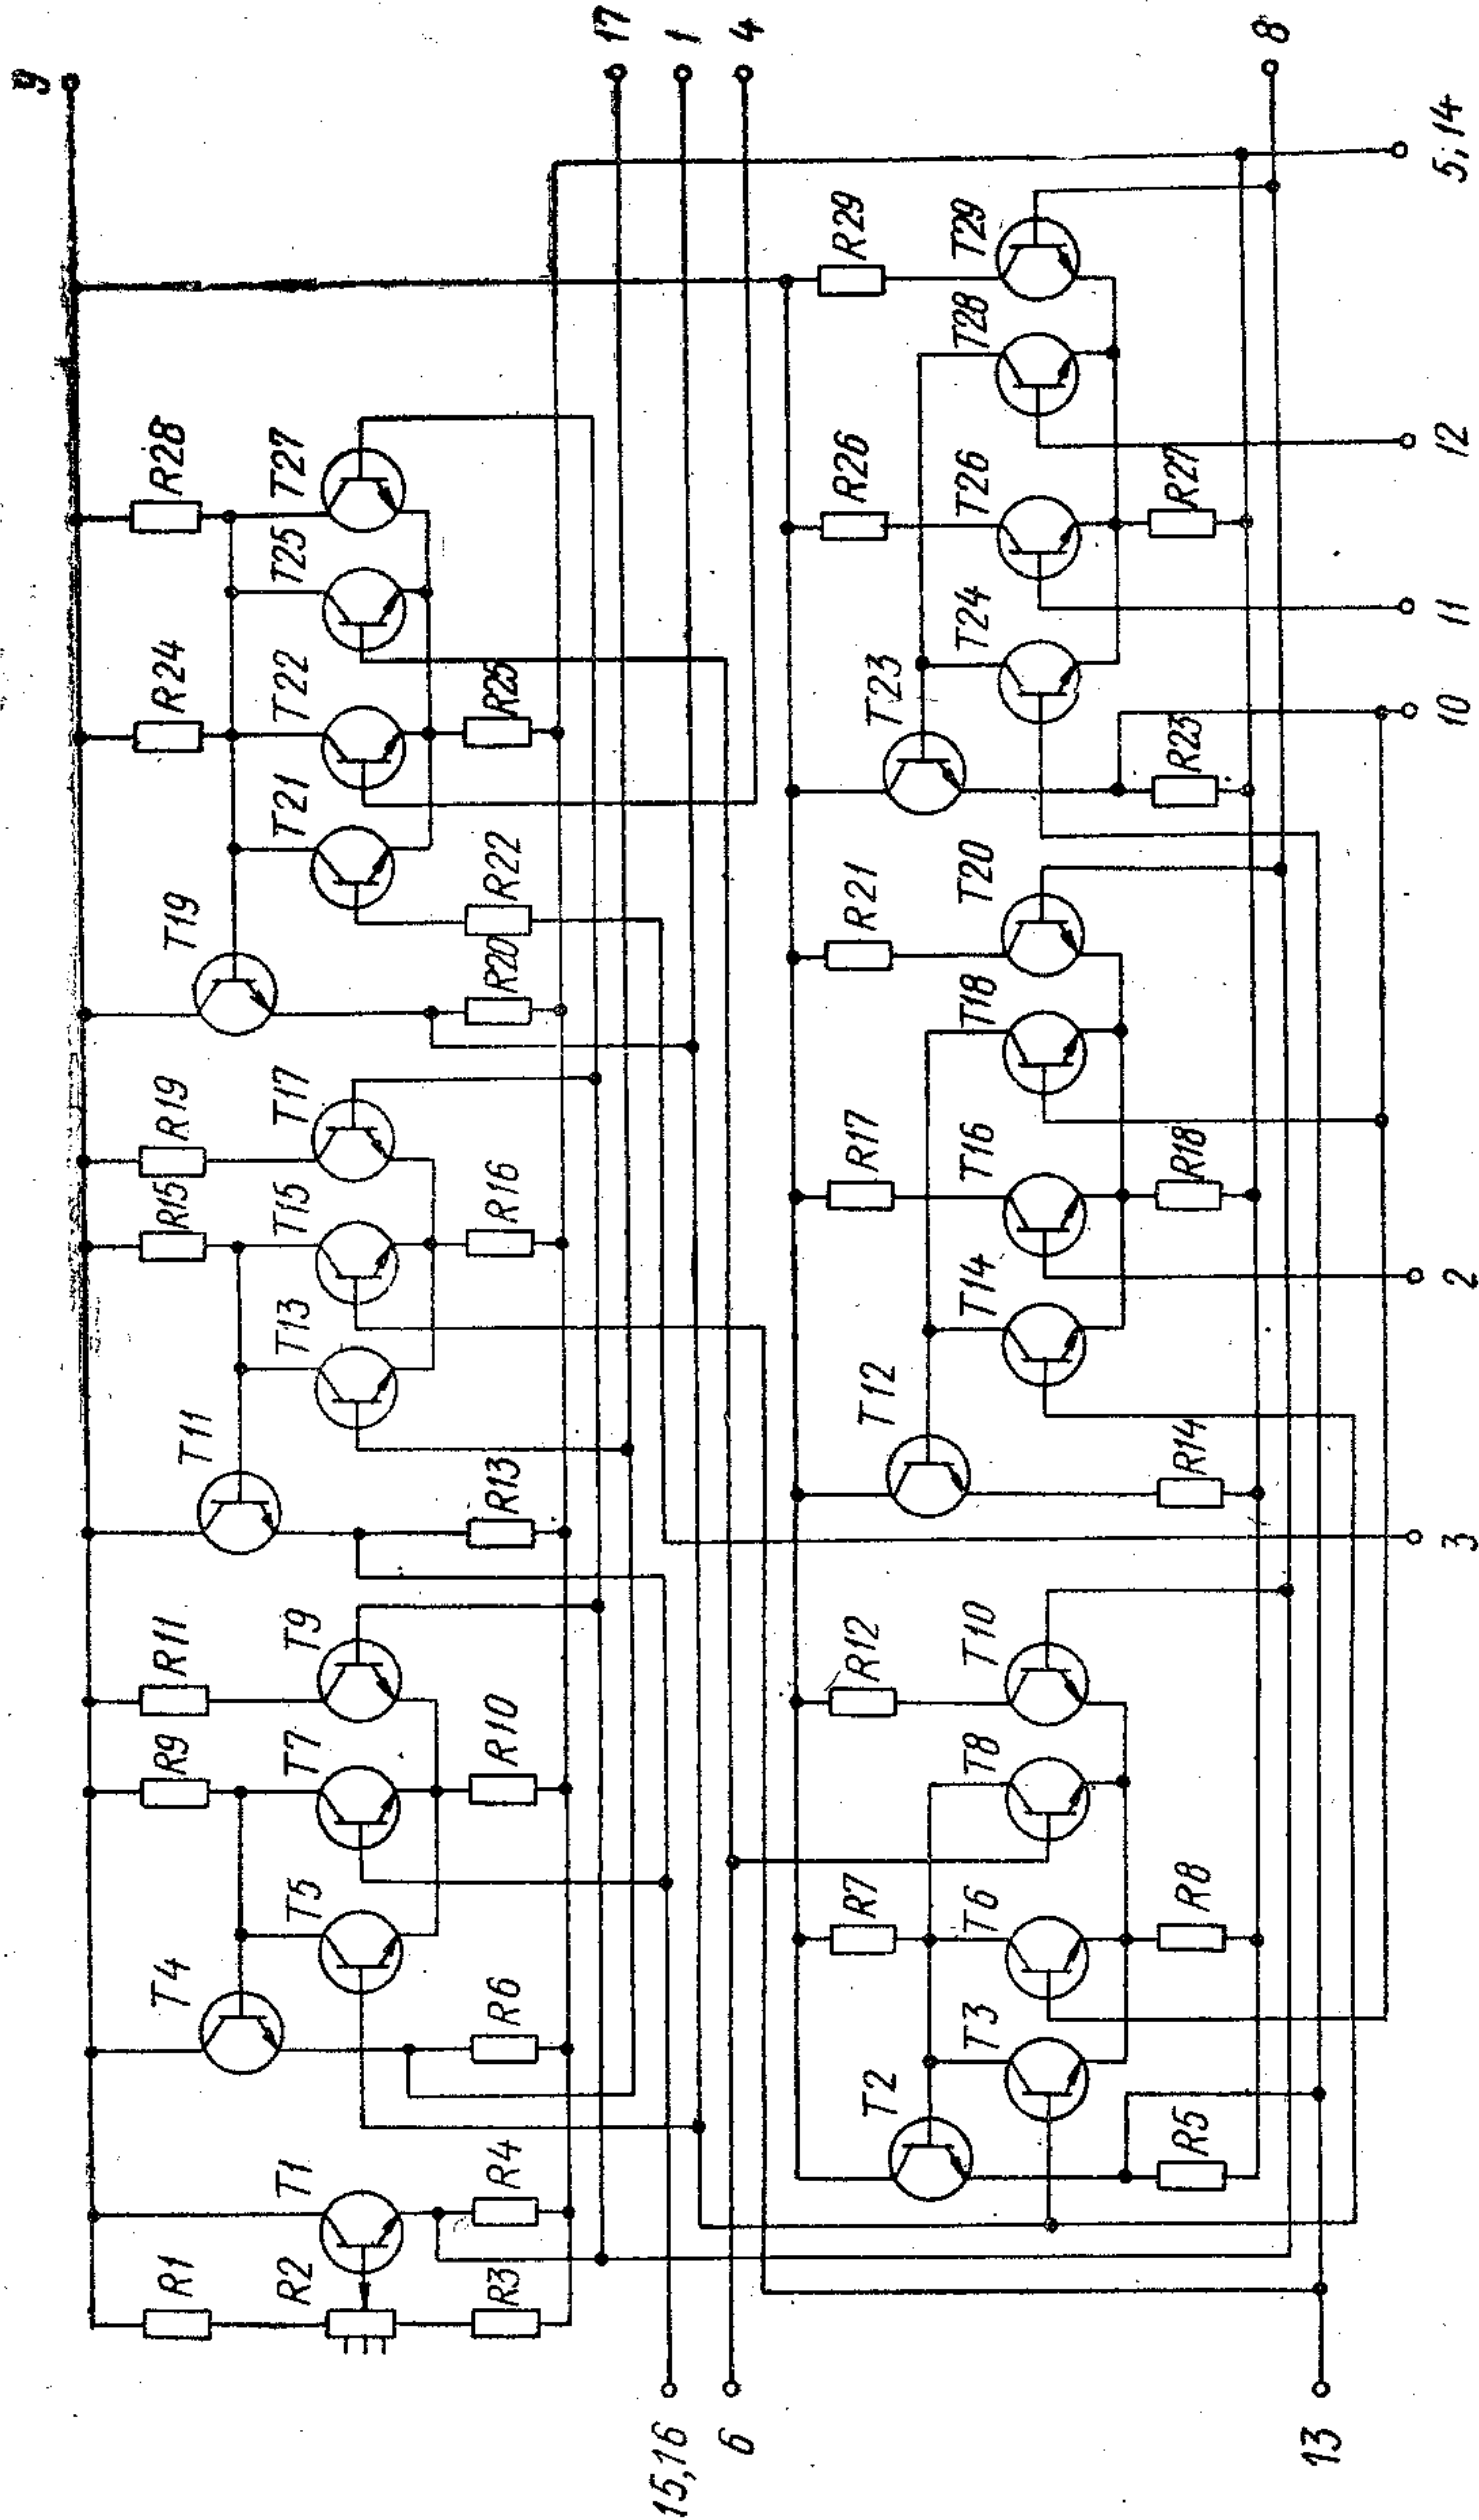 9
R1 T4 R9 R11 T11 R15 R19 T19 R24 R28
R2 T1 T5 T7 T9 T13 T15 T17 T21 T22 T25 T27
R3 R4 R6 R10 R13 R16 R20 R22 R25
17
15,16 1
6 4
T2 R7 R12 T12 R17 R21 T23 R26 R29
T3 T6 T8 T10 T14 T16 T18 T20 T24 T26 T28 T29
R5 R8 R14 R18 R23 R27
8
13
3 2 10 11 12 5;14